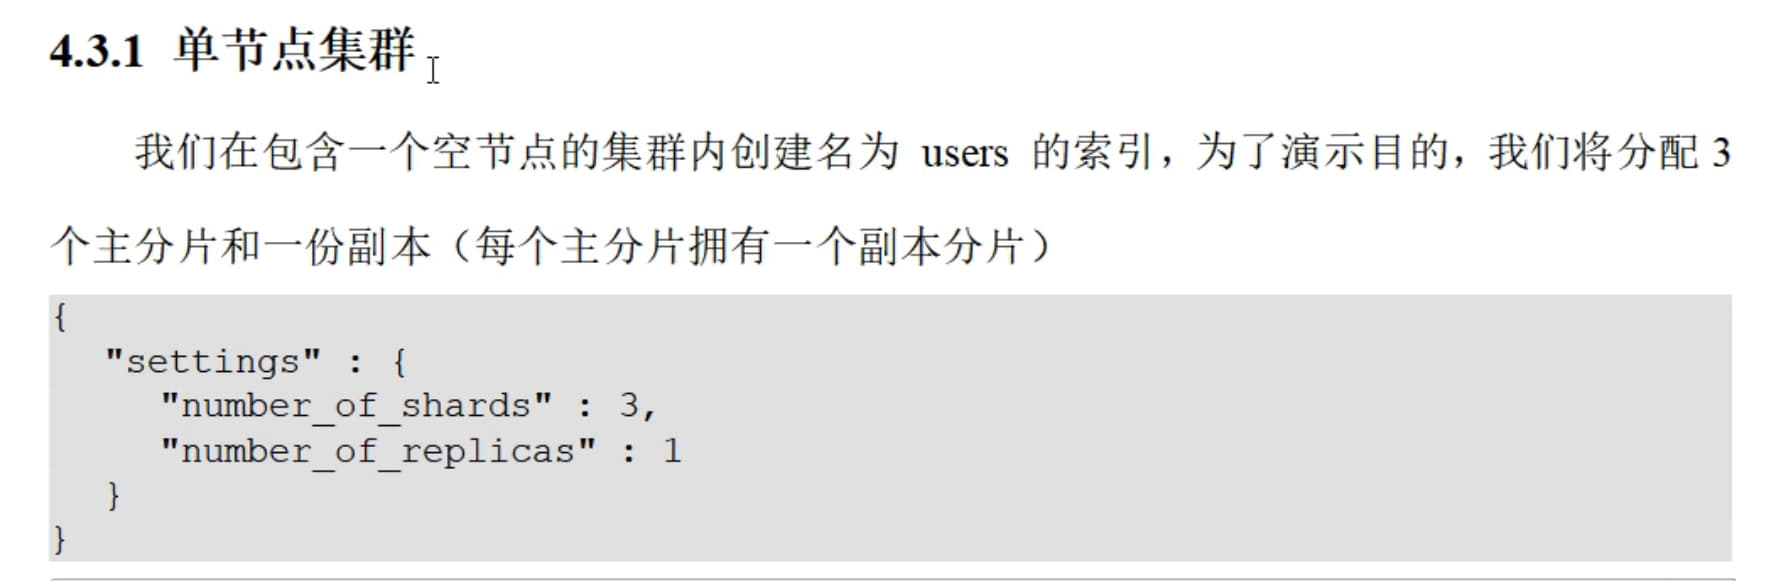 4.3.1 单节点集群
我们在包含一个空节点的集群内创建名为 users 的索引，为了演示目的，我们将分配 3
个主分片和一份副本（每个主分片拥有一个副本分片）
{
"settings" : {
"number_of_shards" : 3,
"number_of_replicas" : 1
}
}